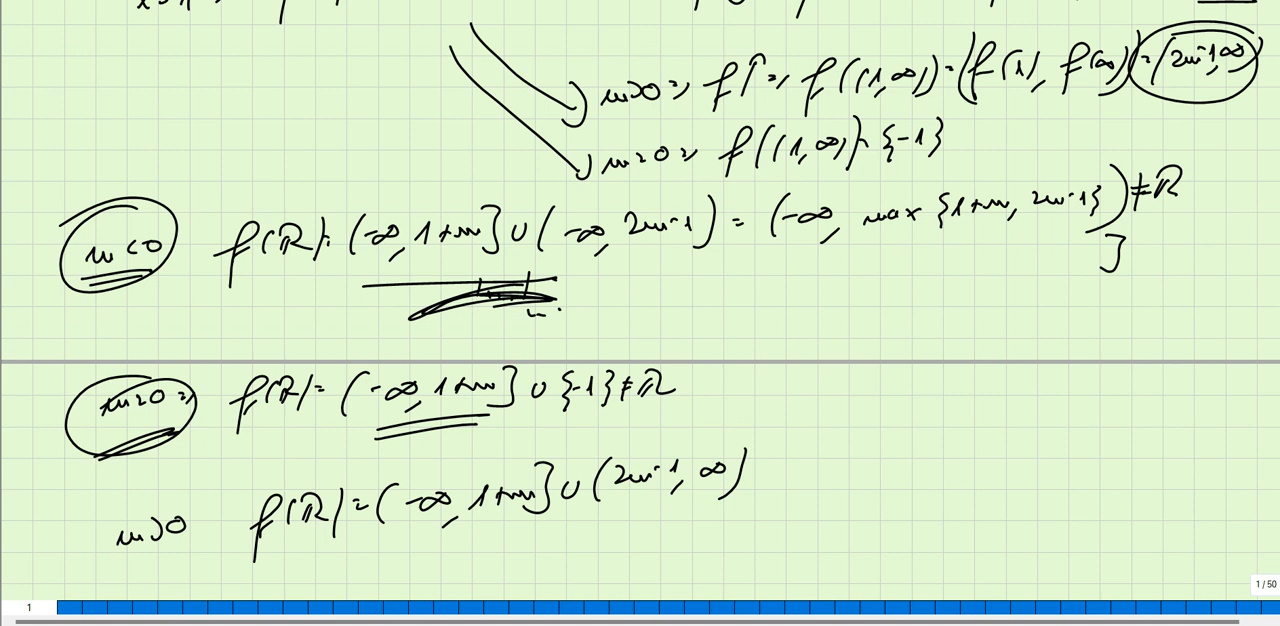 m>0 ⇒ f↑ ⇒ f((1,∞)) = (f(1), f(∞)) = (2m-1,∞)
m=0 ⇒ f((1,∞)) = {-1}
m<0 f(ℝ) = (-∞, 1+m] ∪ (-∞, 2m-1) = (-∞, max {1+m, 2m-1}) ≠ ℝ
]
m=0 ⇒ f(ℝ) = (-∞, 1+m] ∪ {-1} ≠ ℝ
m>0 f(ℝ) = (-∞, 1+m] ∪ (2m-1, ∞)
1 / 50
1